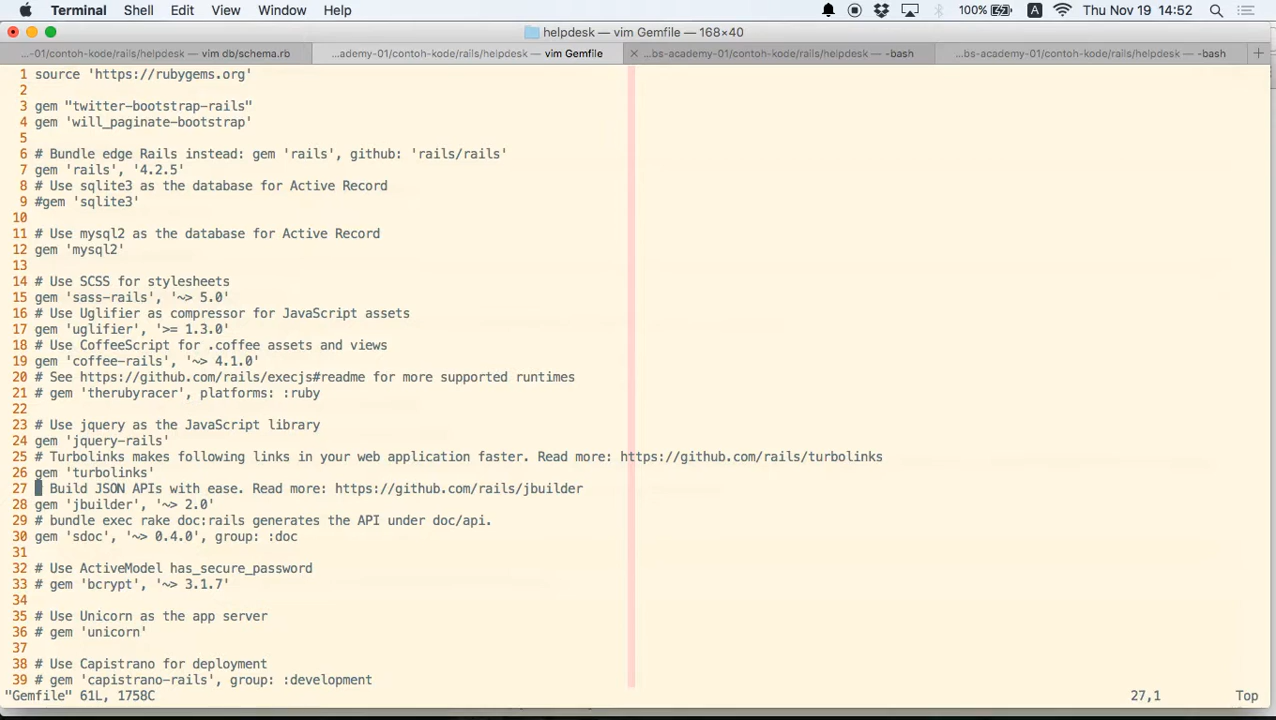 Terminal Shell Edit View Window Help 100% A Thu Nov 19 14:52
helpdesk — vim Gemfile — 168×40
...-01/contoh-kode/rails/helpdesk — vim db/schema.rb ...ademy-01/contoh-kode/rails/helpdesk — vim Gemfile ...bs-academy-01/contoh-kode/rails/helpdesk — -bash ...bs-academy-01/contoh-kode/rails/helpdesk — -bash
1 source 'https://rubygems.org'
2
3 gem "twitter-bootstrap-rails"
4 gem 'will_paginate-bootstrap'
5
6 # Bundle edge Rails instead: gem 'rails', github: 'rails/rails'
7 gem 'rails', '4.2.5'
8 # Use sqlite3 as the database for Active Record
9 #gem 'sqlite3'
10
11 # Use mysql2 as the database for Active Record
12 gem 'mysql2'
13
14 # Use SCSS for stylesheets
15 gem 'sass-rails', '~> 5.0'
16 # Use Uglifier as compressor for JavaScript assets
17 gem 'uglifier', '>= 1.3.0'
18 # Use CoffeeScript for .coffee assets and views
19 gem 'coffee-rails', '~> 4.1.0'
20 # See https://github.com/rails/execjs#readme for more supported runtimes
21 # gem 'therubyracer', platforms: :ruby
22
23 # Use jquery as the JavaScript library
24 gem 'jquery-rails'
25 # Turbolinks makes following links in your web application faster. Read more: https://github.com/rails/turbolinks
26 gem 'turbolinks'
27 Build JSON APIs with ease. Read more: https://github.com/rails/jbuilder
28 gem 'jbuilder', '~> 2.0'
29 # bundle exec rake doc:rails generates the API under doc/api.
30 gem 'sdoc', '~> 0.4.0', group: :doc
31
32 # Use ActiveModel has_secure_password
33 # gem 'bcrypt', '~> 3.1.7'
34
35 # Use Unicorn as the app server
36 # gem 'unicorn'
37
38 # Use Capistrano for deployment
39 # gem 'capistrano-rails', group: :development
"Gemfile" 61L, 1758C 27,1 Top